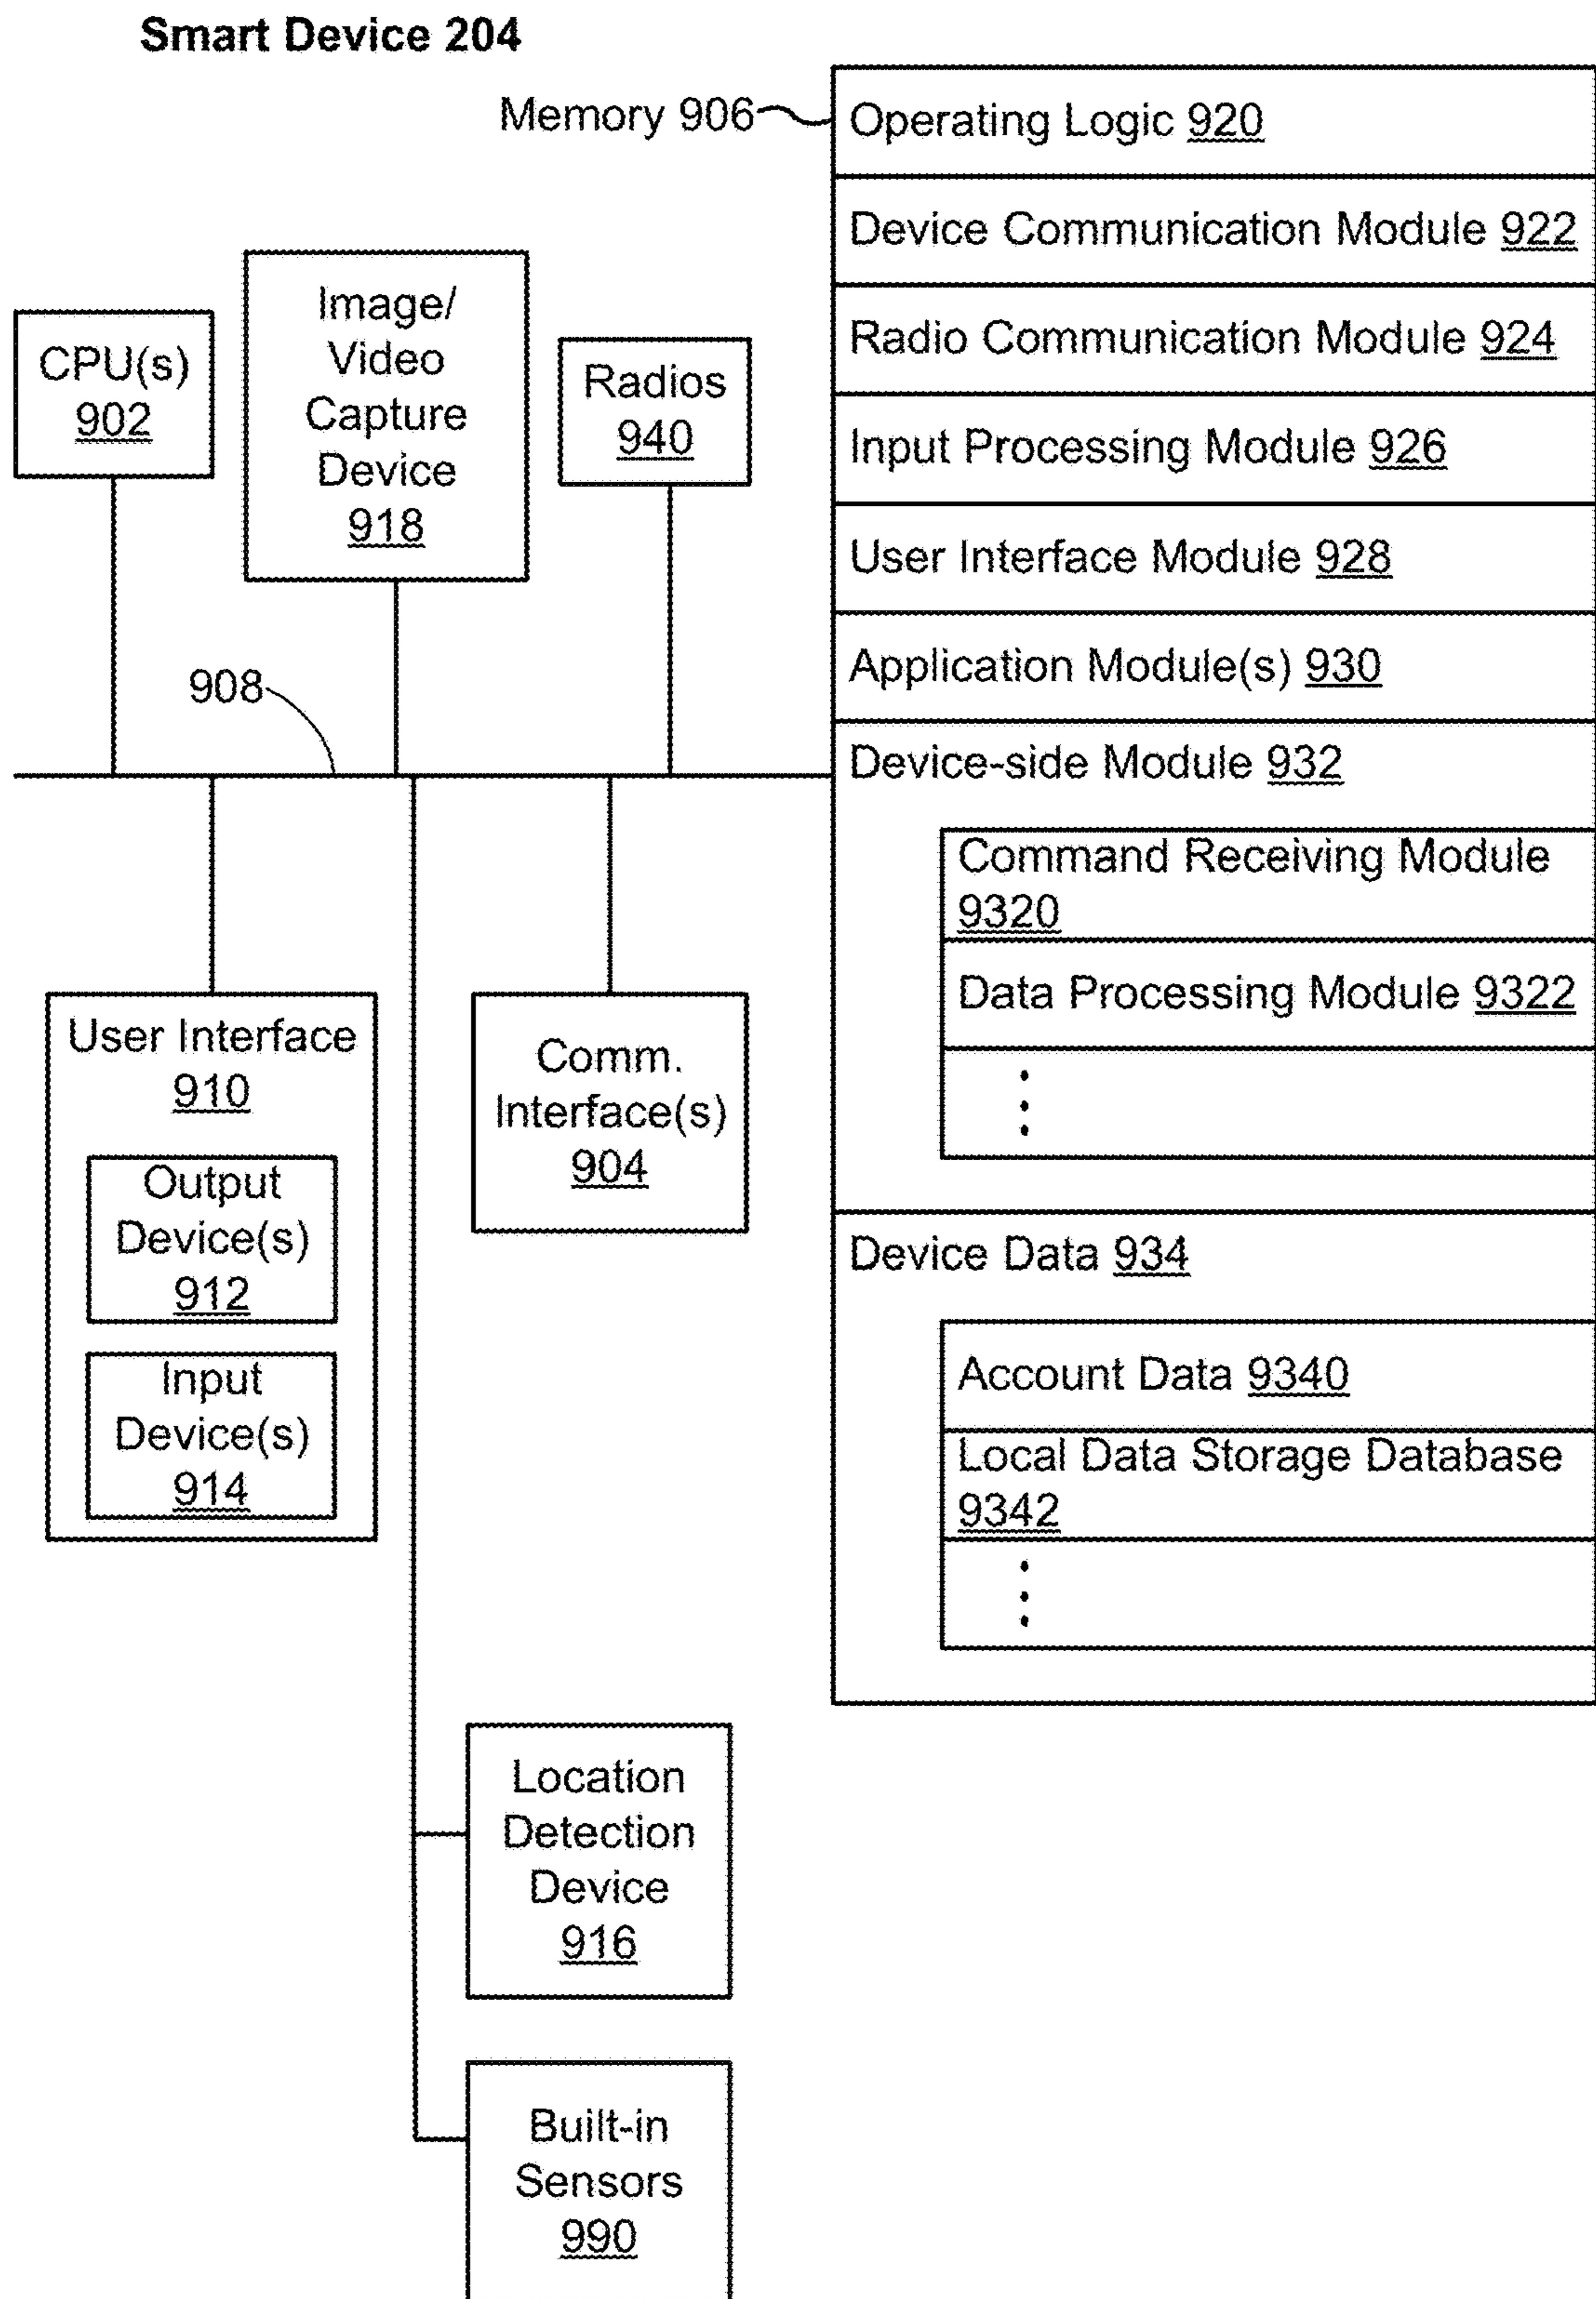 Smart Device 204
Memory 906
Operating Logic 920
Device Communication Module 922
Radio Communication Module 924
Input Processing Module 926
User Interface Module 928
Application Module(s) 930
Device-side Module 932
Command Receiving Module
9320
Data Processing Module 9322
Device Data 934
Account Data 9340
Local Data Storage Database
9342
CPU(s)
902
Image/
Video
Capture
Device
918
Radios
940
908
User Interface
910
Output
Device(s)
912
Input
Device(s)
914
Comm.
Interface(s)
904
Location
Detection
Device
916
Built-in
Sensors
990